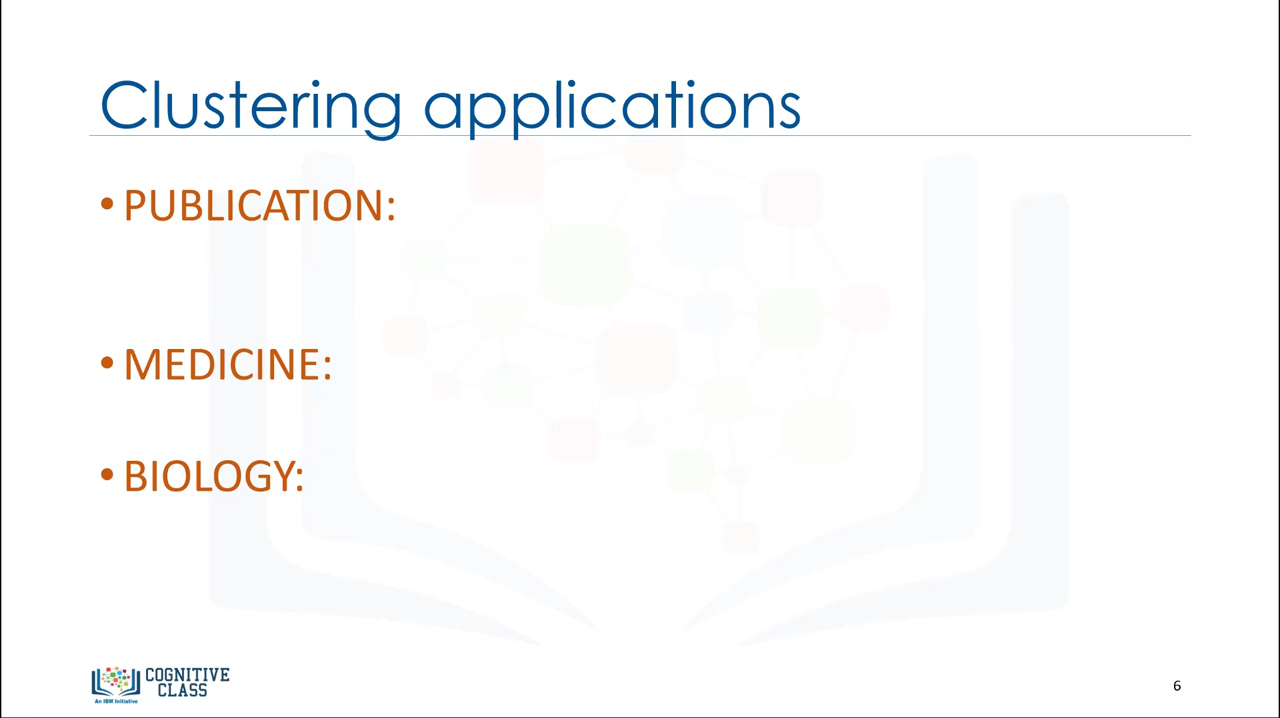 Clustering applications
• PUBLICATION:
• MEDICINE:
• BIOLOGY:
COGNITIVE
CLASS
An IBM Initiative
6